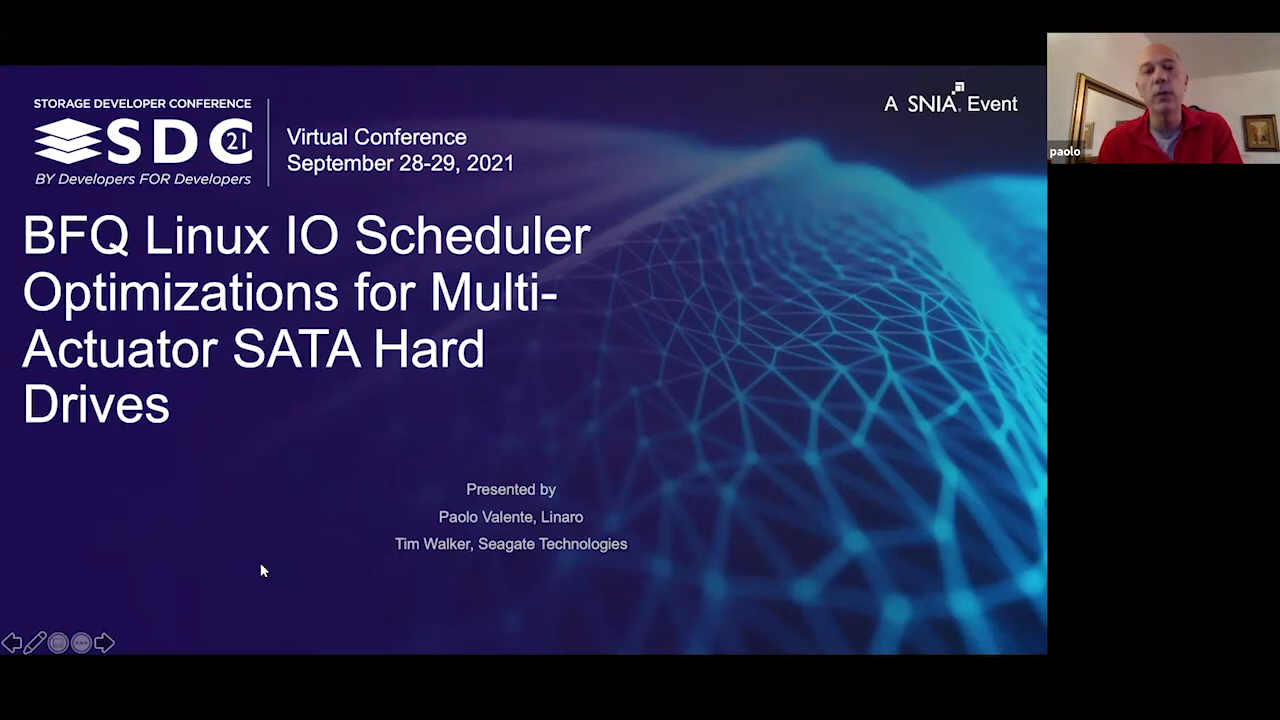 STORAGE DEVELOPER CONFERENCE
SDC 21
BY Developers FOR Developers
Virtual Conference
September 28-29, 2021
A SNIA. Event
BFQ Linux IO Scheduler
Optimizations for Multi-
Actuator SATA Hard
Drives
Presented by
Paolo Valente, Linaro
Tim Walker, Seagate Technologies
paolo